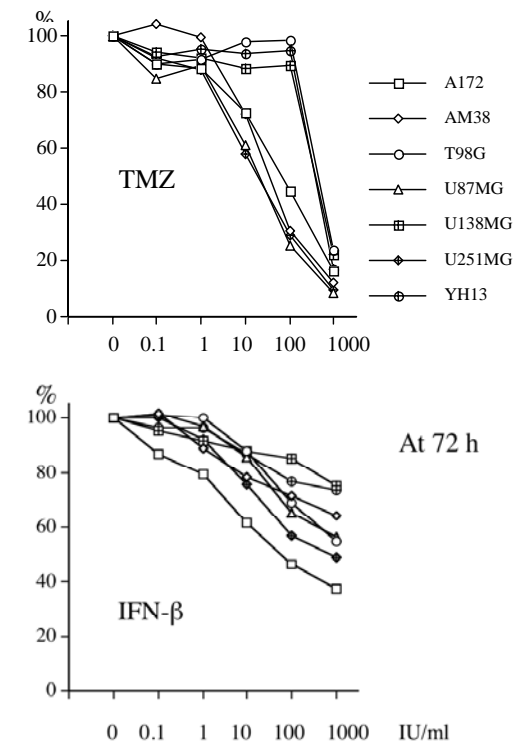 %
100
80
60
40
20
0
TMZ
0 0.1 1 10 100 1000
A172
AM38
T98G
U87MG
U138MG
U251MG
YH13
%
100
80
60
40
20
0
IFN-β
At 72 h
0 0.1 1 10 100 1000 IU/ml